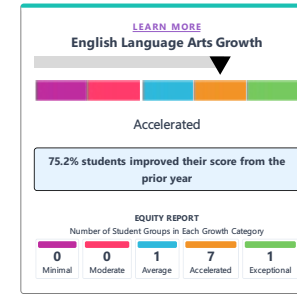 LEARN MORE
English Language Arts Growth
Accelerated
75.2% students improved their score from the
prior year
EQUITY REPORT
Number of Student Groups in Each Growth Category
0 0 1 7 1
Minimal Moderate Average Accelerated Exceptional